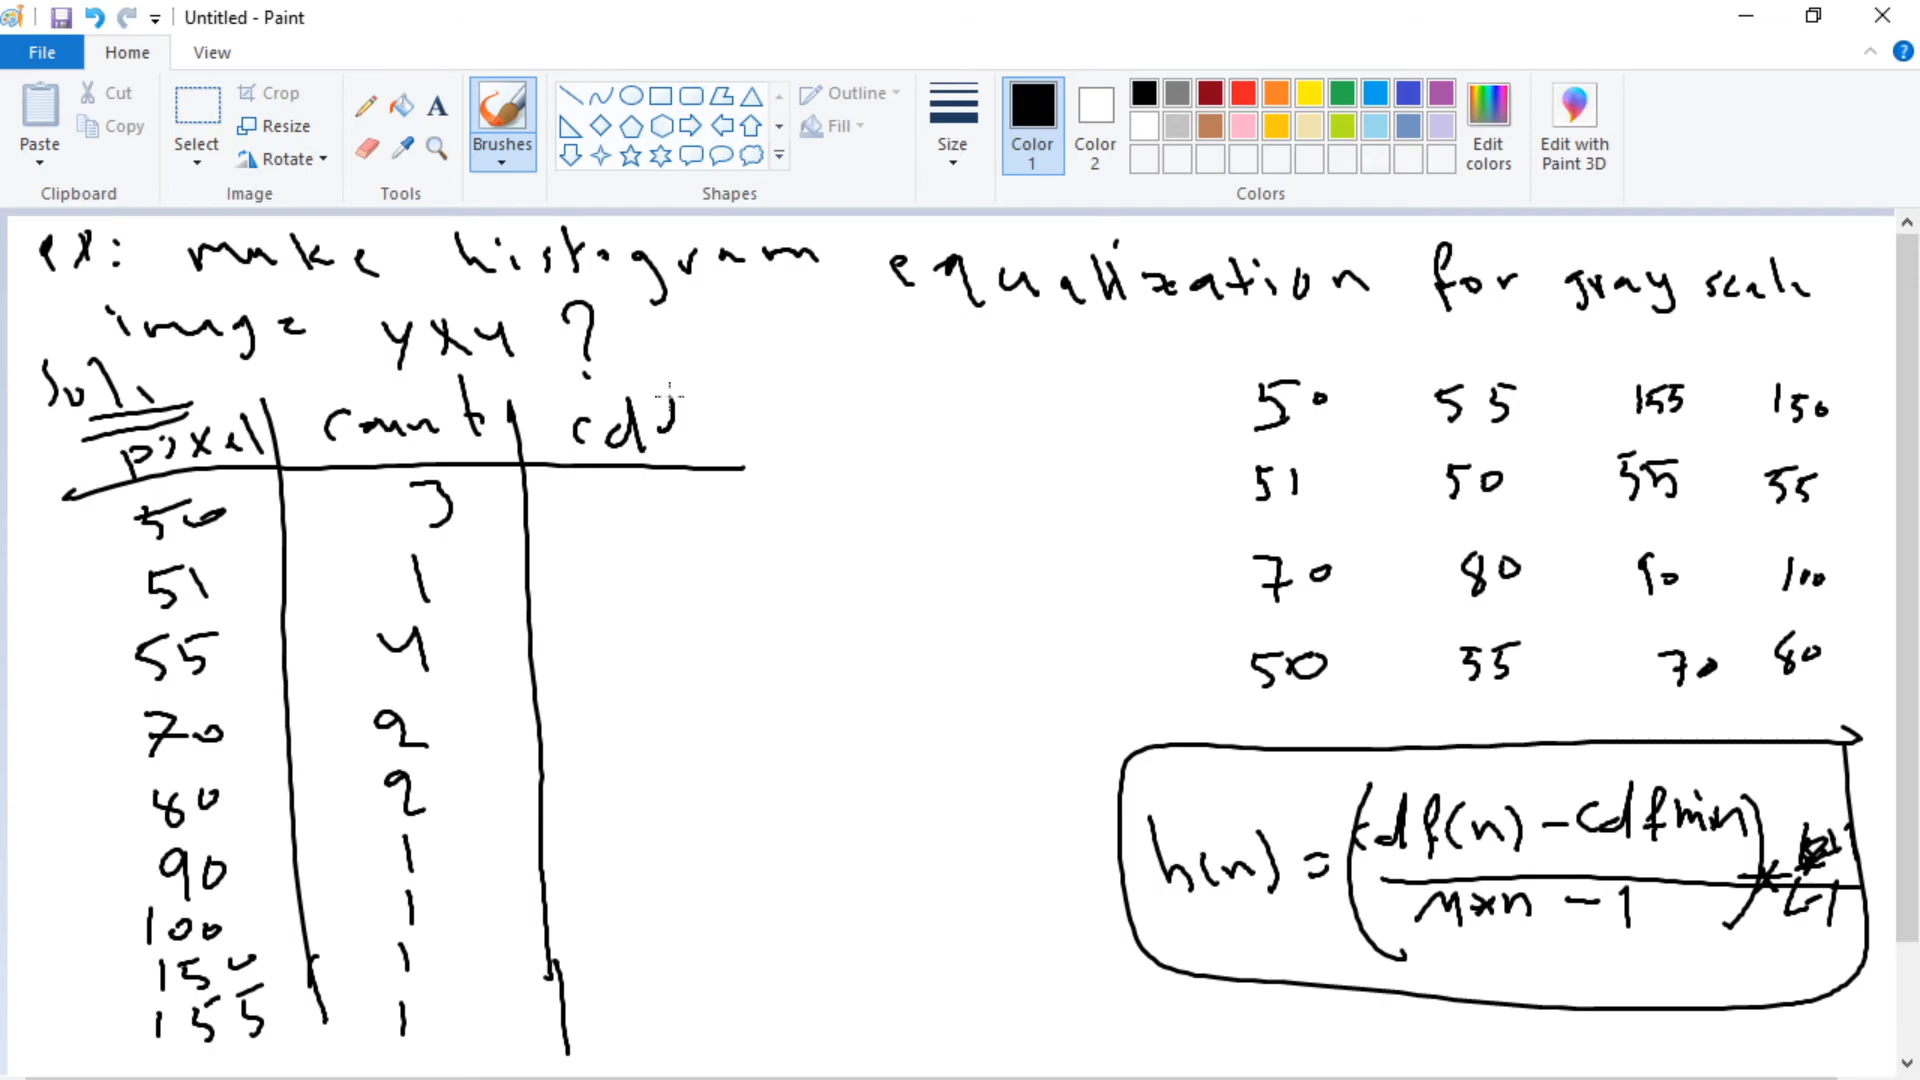 Untitled - Paint
File Home View
Paste
Cut
Copy
Clipboard
Select
Crop
Resize
Rotate
Image
Tools
Brushes
Outline
Fill
Shapes
Size
Color 1
Color 2
Edit colors
Edit with Paint 3D
Colors
ex: make histogram equalization for gray scale
image 4x4 ?
Sol:
pixel count cdf
50 3
51 1
55 4
70 2
80 2
90 1
100 1
150 1
155 1
50 55 155 150
51 50 55 55
70 80 90 100
50 55 70 80
h(n) = (cdf(n) - cdf min) x L-1
M x n - 1